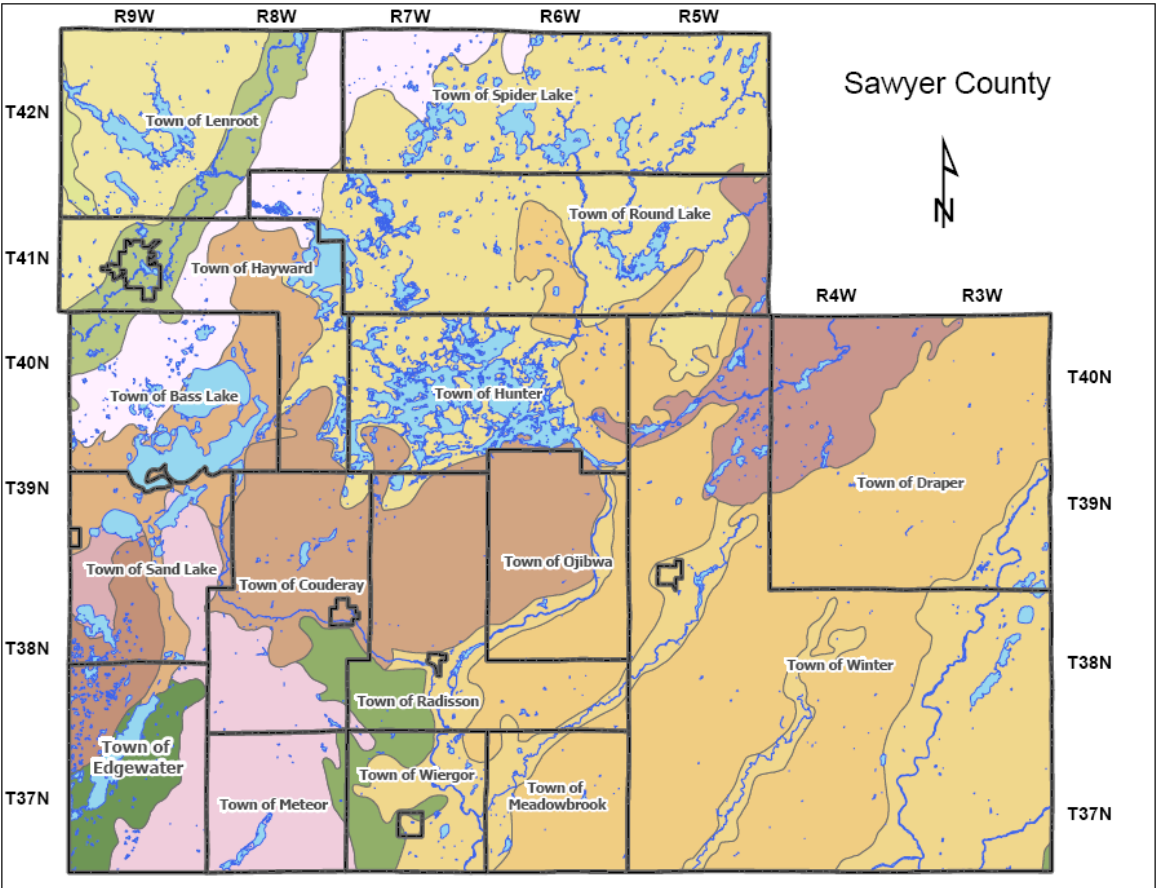 R9W R8W R7W R6W R5W
Sawyer County
T42N
Town of Spider Lake
Town of Lenroot
N
Town of Round Lake
T41N
Town of Hayward
R4W R3W
T40N
T40N
Town of Bass Lake
Town of Hunter
T39N
Town of Draper
T39N
Town of Ojibwa
Town of Sand Lake
Town of Couderay
T38N
Town of Winter
T38N
Town of Radisson
Town of
Edgewater
Town of Wiergor
Town of
Meadowbrook
T37N
Town of Meteor
T37N